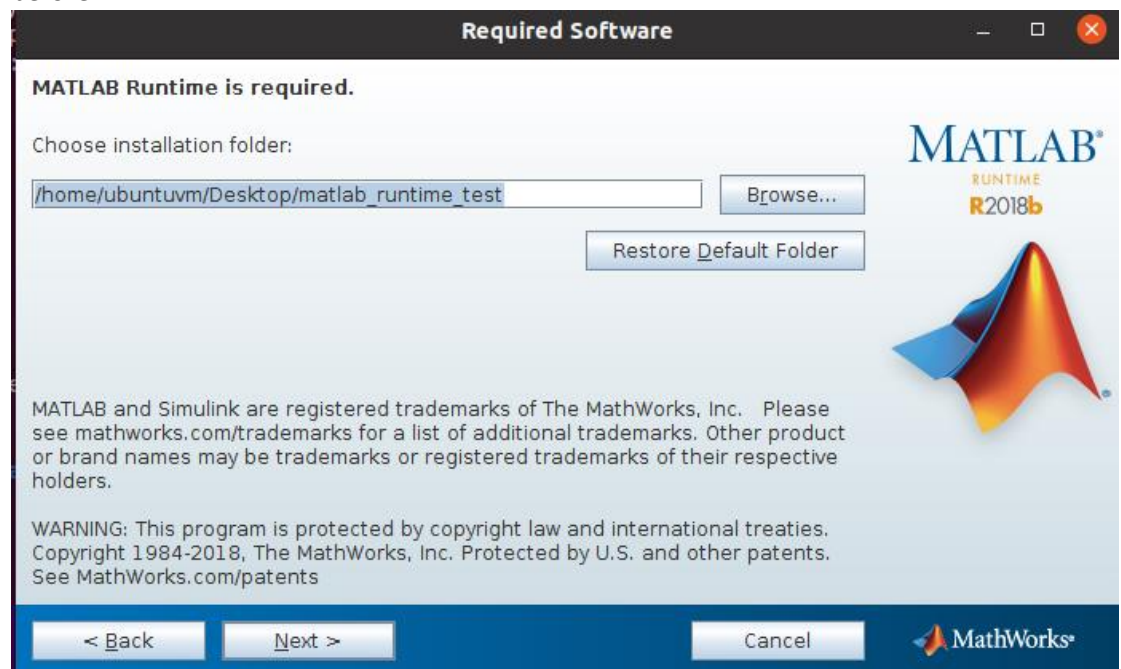 Required Software
MATLAB Runtime is required.
Choose installation folder:
/home/ubuntuvm/Desktop/matlab_runtime_test
Browse...
Restore Default Folder
MATLAB®
RUNTIME
R2018b
MATLAB and Simulink are registered trademarks of The MathWorks, Inc. Please
see mathworks.com/trademarks for a list of additional trademarks. Other product
or brand names may be trademarks or registered trademarks of their respective
holders.
WARNING: This program is protected by copyright law and international treaties.
Copyright 1984-2018, The MathWorks, Inc. Protected by U.S. and other patents.
See MathWorks.com/patents
< Back
Next >
Cancel
MathWorks®